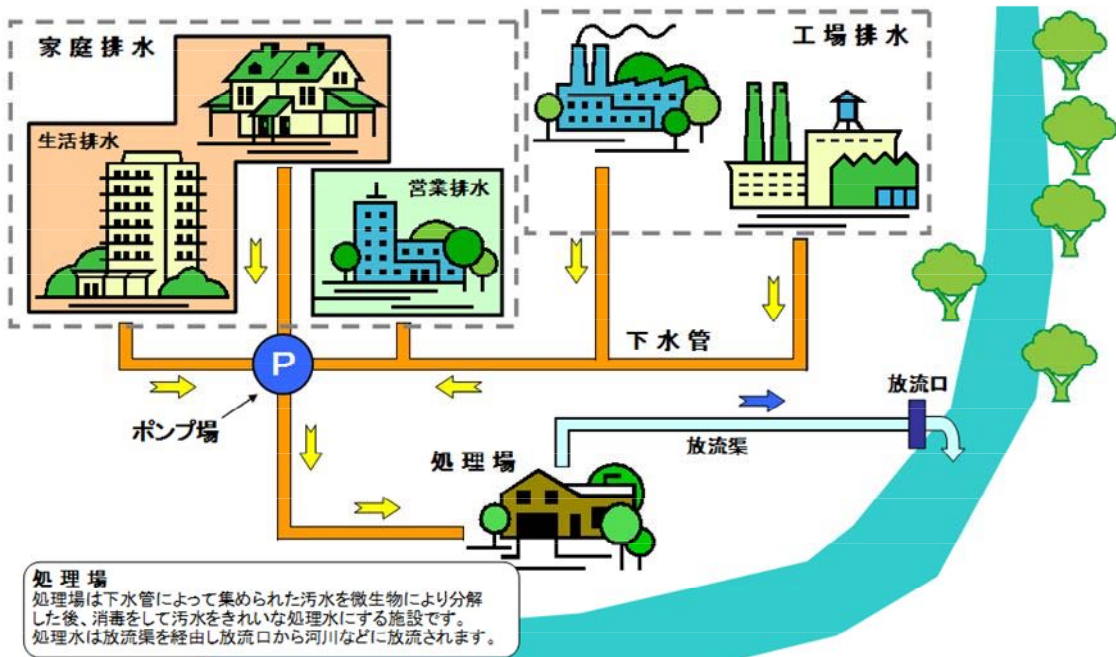 家庭排水
工場排水
生活排水
営業排水
下水管
P
放流口
ポンプ場
放流渠
処理場
処理場
処理場は下水管によって集められた汚水を微生物により分解
した後、消毒をして汚水をきれいな処理水にする施設です。
処理水は放流渠を経由し放流口から河川などに放流されます。